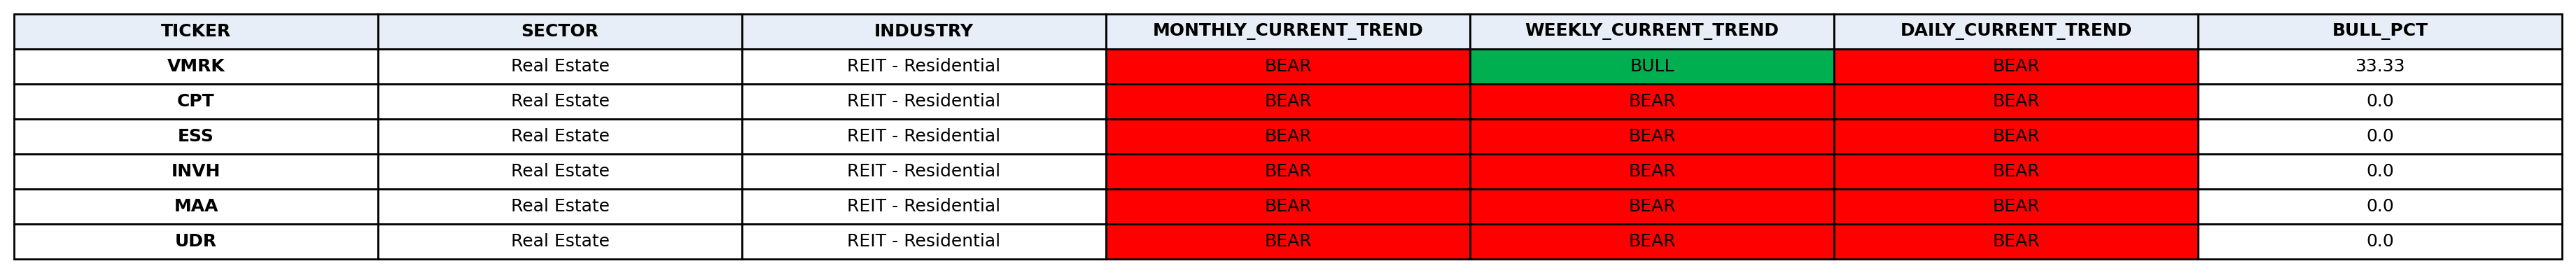 TICKER SECTOR INDUSTRY MONTHLY_CURRENT_TREND WEEKLY_CURRENT_TREND DAILY_CURRENT_TREND BULL_PCT
VMRK Real Estate REIT - Residential BEAR BULL BEAR 33.33
CPT Real Estate REIT - Residential BEAR BEAR BEAR 0.0
ESS Real Estate REIT - Residential BEAR BEAR BEAR 0.0
INVH Real Estate REIT - Residential BEAR BEAR BEAR 0.0
MAA Real Estate REIT - Residential BEAR BEAR BEAR 0.0
UDR Real Estate REIT - Residential BEAR BEAR BEAR 0.0